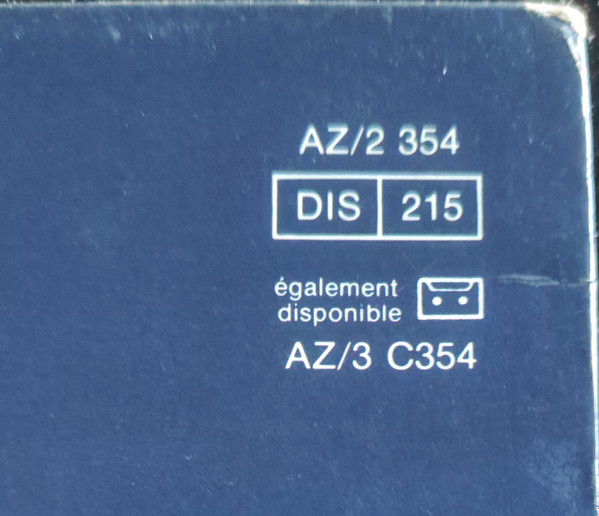 AZ/2 354
DIS 215
également
disponible
AZ/3 C354